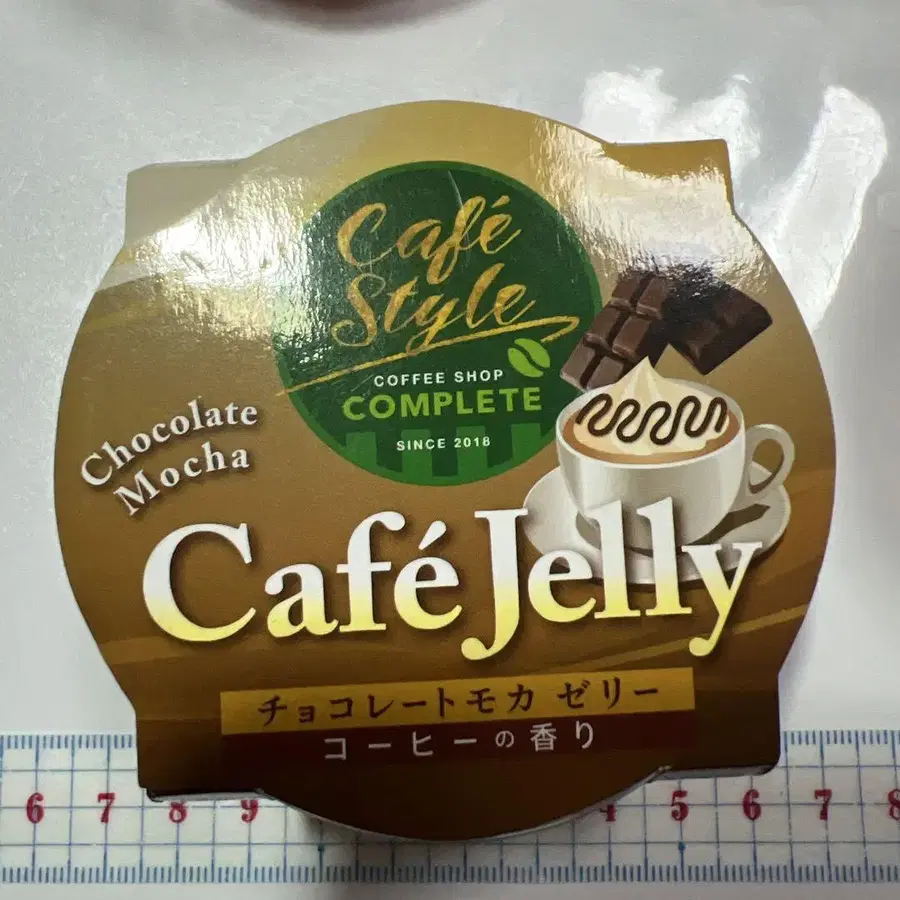 Café
Style
COFFEE SHOP
COMPLETE
SINCE 2018
Chocolate
Mocha
Café Jelly
チョコレートモカ ゼリー
コーヒーの香り
6 7 8 9 4 5 6 7 8